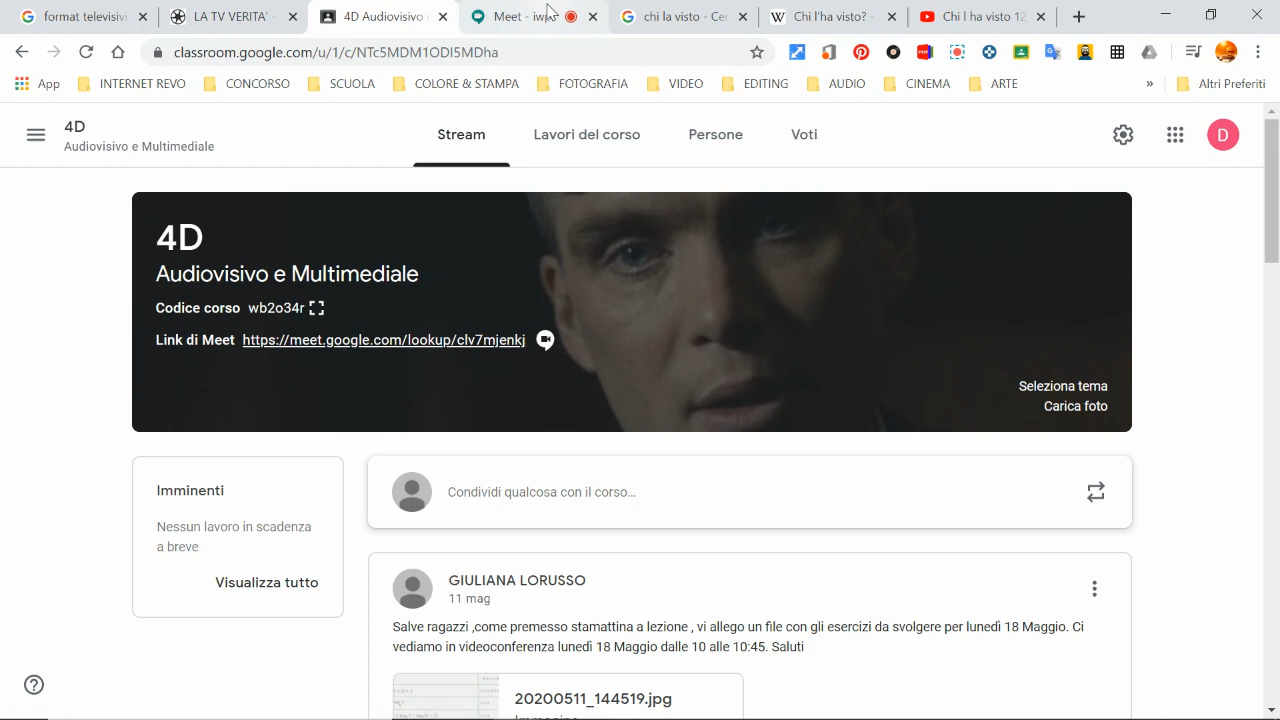 format televisivi
LA TV VERITA' -
4D Audiovisivo
Meet - iw
chi la visto - Ce
Chi l'ha visto? -
Chi l ha visto 12
classroom.google.com/u/1/c/NTc5MDM1ODI5MDha
App
INTERNET REVO
CONCORSO
SCUOLA
COLORE & STAMPA
FOTOGRAFIA
VIDEO
EDITING
AUDIO
CINEMA
ARTE
»
Altri Preferiti
4D
Audiovisivo e Multimediale
Stream
Lavori del corso
Persone
Voti
D
4D
Audiovisivo e Multimediale
Codice corso wb2o34r
Link di Meet https://meet.google.com/lookup/clv7mjenkj
Seleziona tema
Carica foto
Imminenti
Nessun lavoro in scadenza
a breve
Visualizza tutto
Condividi qualcosa con il corso...
GIULIANA LORUSSO
11 mag
Salve ragazzi ,come premesso stamattina a lezione , vi allego un file con gli esercizi da svolgere per lunedì 18 Maggio. Ci
vediamo in videoconferenza lunedì 18 Maggio dalle 10 alle 10:45. Saluti
20200511_144519.jpg